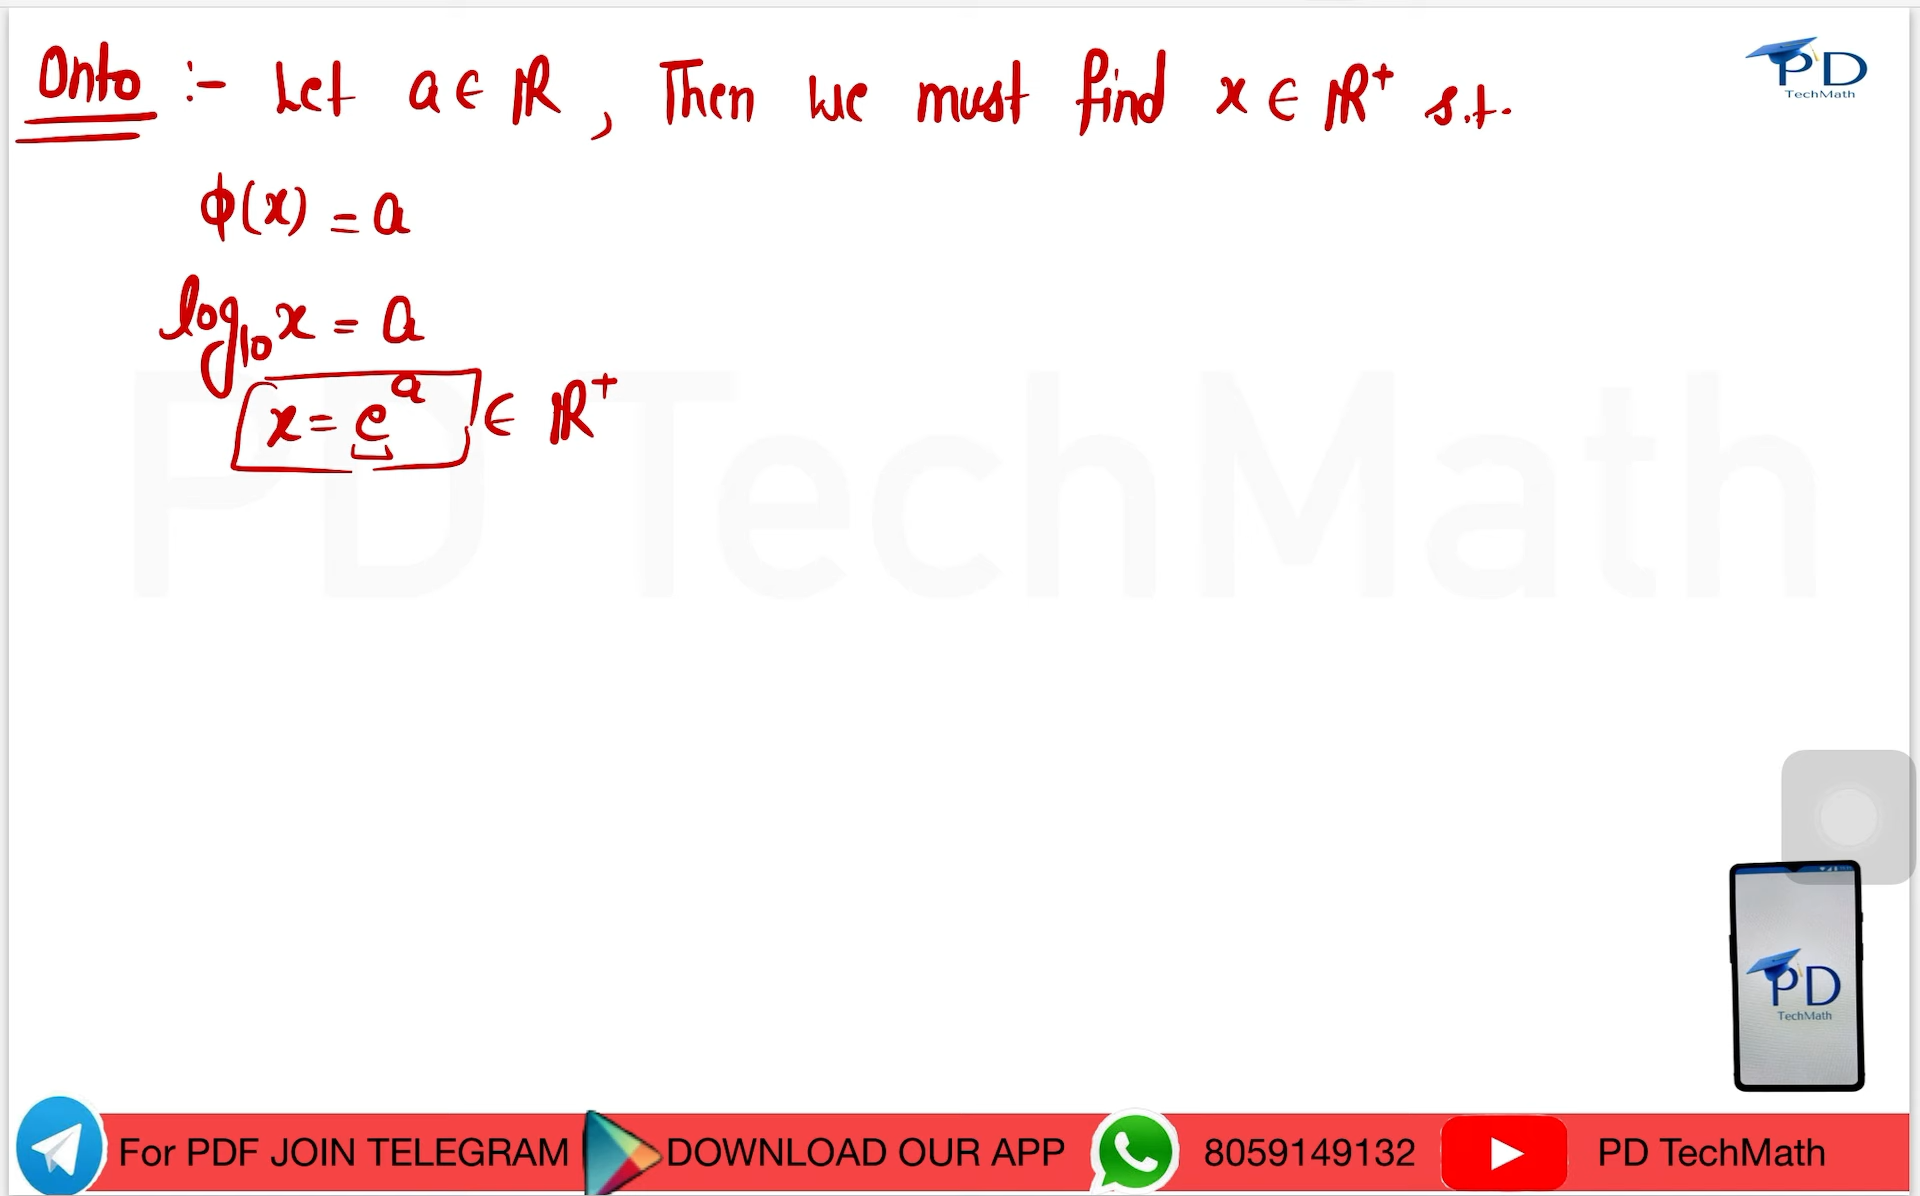 Onto :- Let a ∈ ℝ, Then we must find x ∈ ℝ⁺ s.t.
PD
TechMath
ϕ(x) = a
log₁₀ x = a
x = eᵃ ∈ ℝ⁺
PD TechMath
PD
TechMath
For PDF JOIN TELEGRAM DOWNLOAD OUR APP 8059149132 PD TechMath